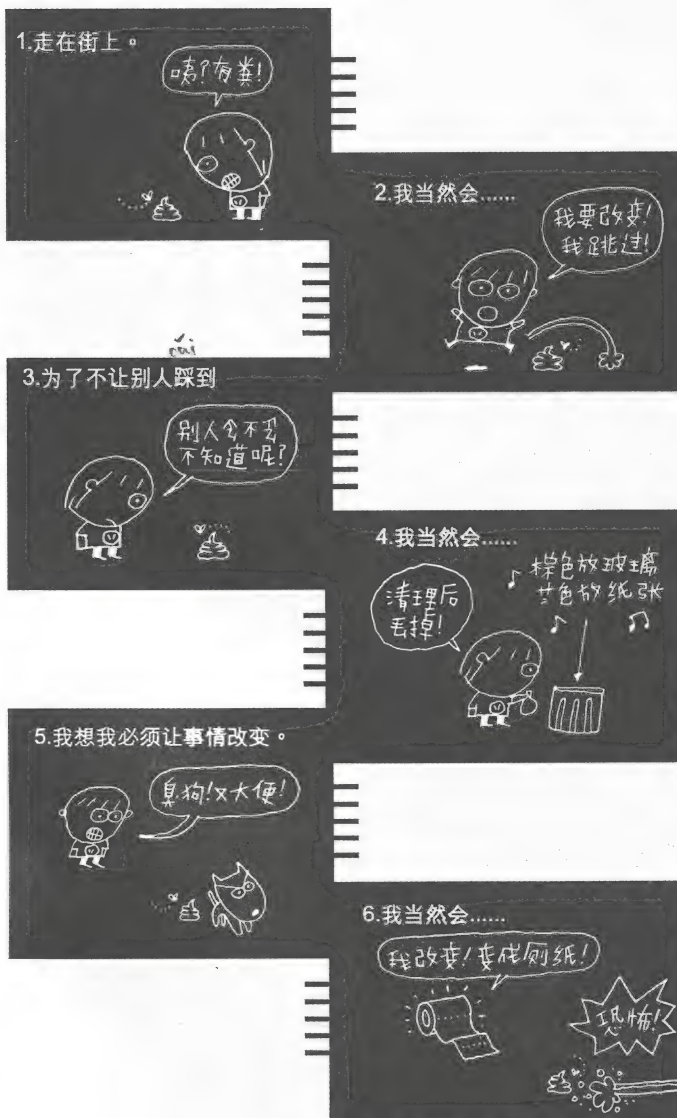 1.走在街上。
咦?有粪!
2.我当然会……
我要改变!
我跳过!
cǎi
3.为了不让别人踩到
别人会不会
不知道呢?
4.我当然会……
棕色放玻璃
兰色放纸张
清理后
丢掉!
5.我想我必须让事情改变。
臭狗!又大便!
6.我当然会……
我改变!变成厕纸!
恐怖!